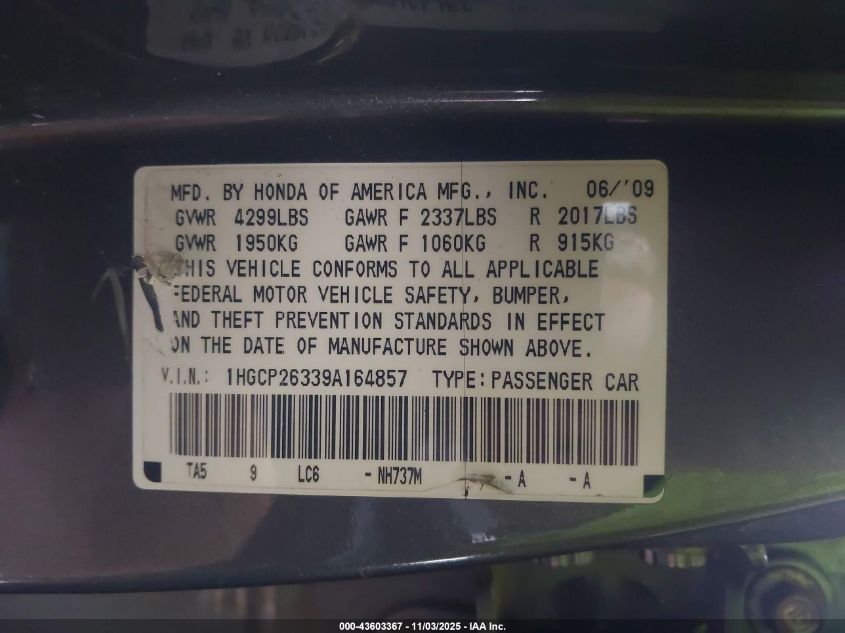 MFD. BY HONDA OF AMERICA MFG., INC. 06/'09
GVWR 4299LBS GAWR F 2337LBS R 2017LBS
GVWR 1950KG GAWR F 1060KG R 915KG
THIS VEHICLE CONFORMS TO ALL APPLICABLE
FEDERAL MOTOR VEHICLE SAFETY, BUMPER,
AND THEFT PREVENTION STANDARDS IN EFFECT
ON THE DATE OF MANUFACTURE SHOWN ABOVE.
V.I.N.: 1HGCP26339A164857 TYPE:PASSENGER CAR
TA5 9 LC6 -NH737M -A -A
000-43603367 - 11/03/2025 - IAA Inc.